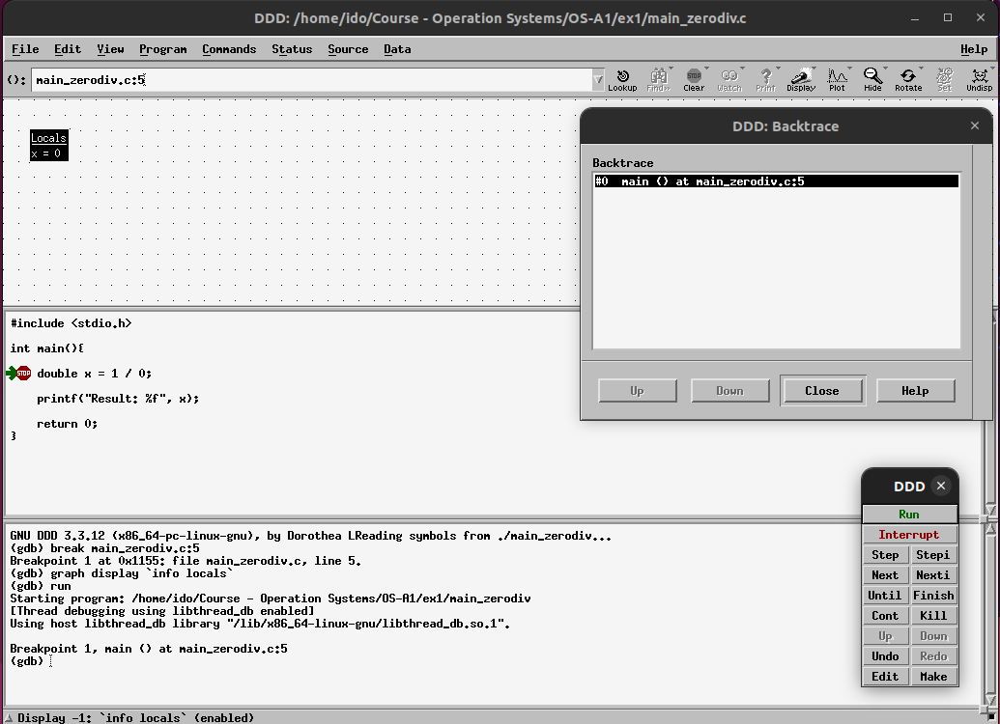 DDD: /home/ido/Course - Operation Systems/OS-A1/ex1/main_zerodiv.c
File Edit View Program Commands Status Source Data Help
(): main_zerodiv.c:5
Lookup Find» Clear Watch Print Display Plot Hide Rotate Set Undisp
Locals
x = 0
DDD: Backtrace
Backtrace
#0 main () at main_zerodiv.c:5
Up Down Close Help
#include <stdio.h>
int main(){
STOP double x = 1 / 0;
printf("Result: %f", x);
return 0;
}
DDD
Run
Interrupt
Step Stepi
Next Nexti
Until Finish
Cont Kill
Up Down
Undo Redo
Edit Make
GNU DDD 3.3.12 (x86_64-pc-linux-gnu), by Dorothea LReading symbols from ./main_zerodiv...
(gdb) break main_zerodiv.c:5
Breakpoint 1 at 0x1155: file main_zerodiv.c, line 5.
(gdb) graph display `info locals`
(gdb) run
Starting program: /home/ido/Course - Operation Systems/OS-A1/ex1/main_zerodiv
[Thread debugging using libthread_db enabled]
Using host libthread_db library "/lib/x86_64-linux-gnu/libthread_db.so.1".
Breakpoint 1, main () at main_zerodiv.c:5
(gdb)
Display -1: `info locals` (enabled)